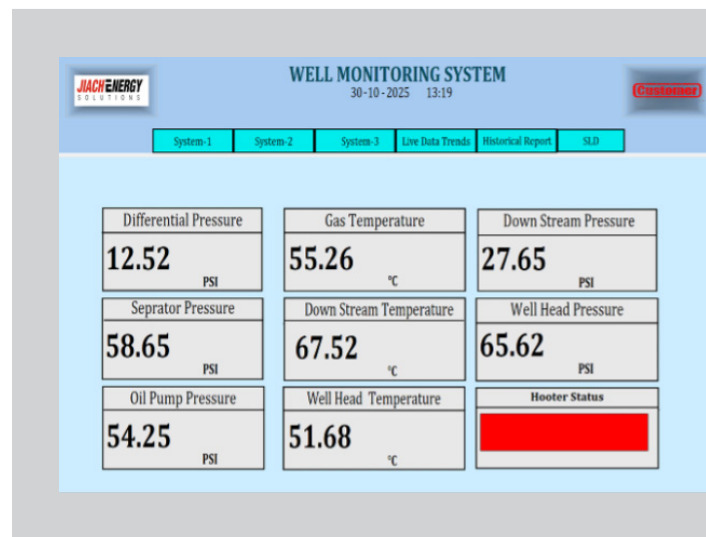 JIACH ENERGY
SOLUTIONS
WELL MONITORING SYSTEM
30-10-2025 13:19
Customer
System-1 System-2 System-3 Live Data Trends Historical Report SLD
Differential Pressure
12.52
PSI
Gas Temperature
55.26
°C
Down Stream Pressure
27.65
PSI
Seprator Pressure
58.65
PSI
Down Stream Temperature
67.52
°C
Well Head Pressure
65.62
PSI
Oil Pump Pressure
54.25
PSI
Well Head Temperature
51.68
°C
Hooter Status